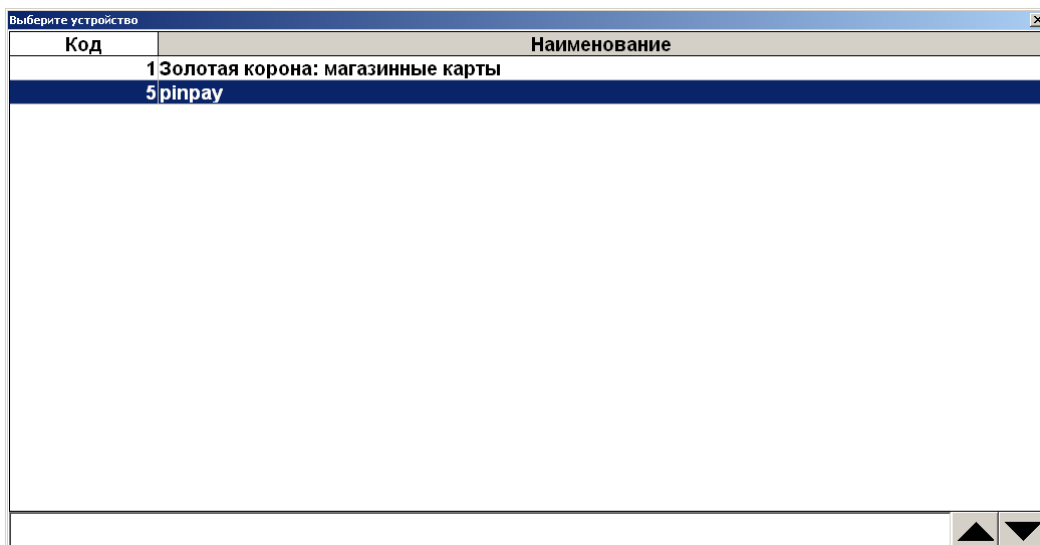 Выберите устройство
Код Наименование
1 Золотая корона: магазинные карты
5 pinpay